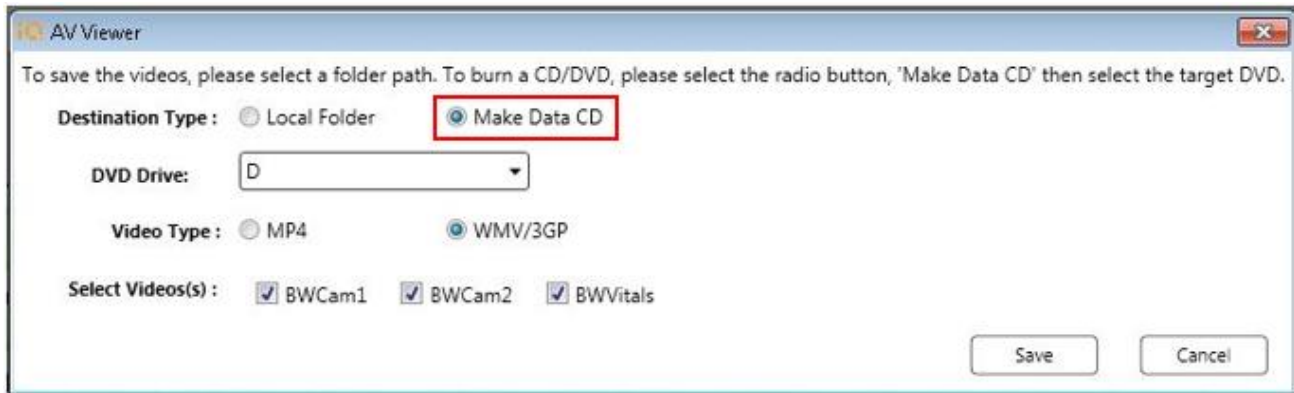 iQ AV Viewer
To save the videos, please select a folder path. To burn a CD/DVD, please select the radio button, 'Make Data CD' then select the target DVD.
Destination Type : Local Folder Make Data CD
DVD Drive: D
Video Type : MP4 WMV/3GP
Select Videos(s) : BWCam1 BWCam2 BWVitals
Save Cancel